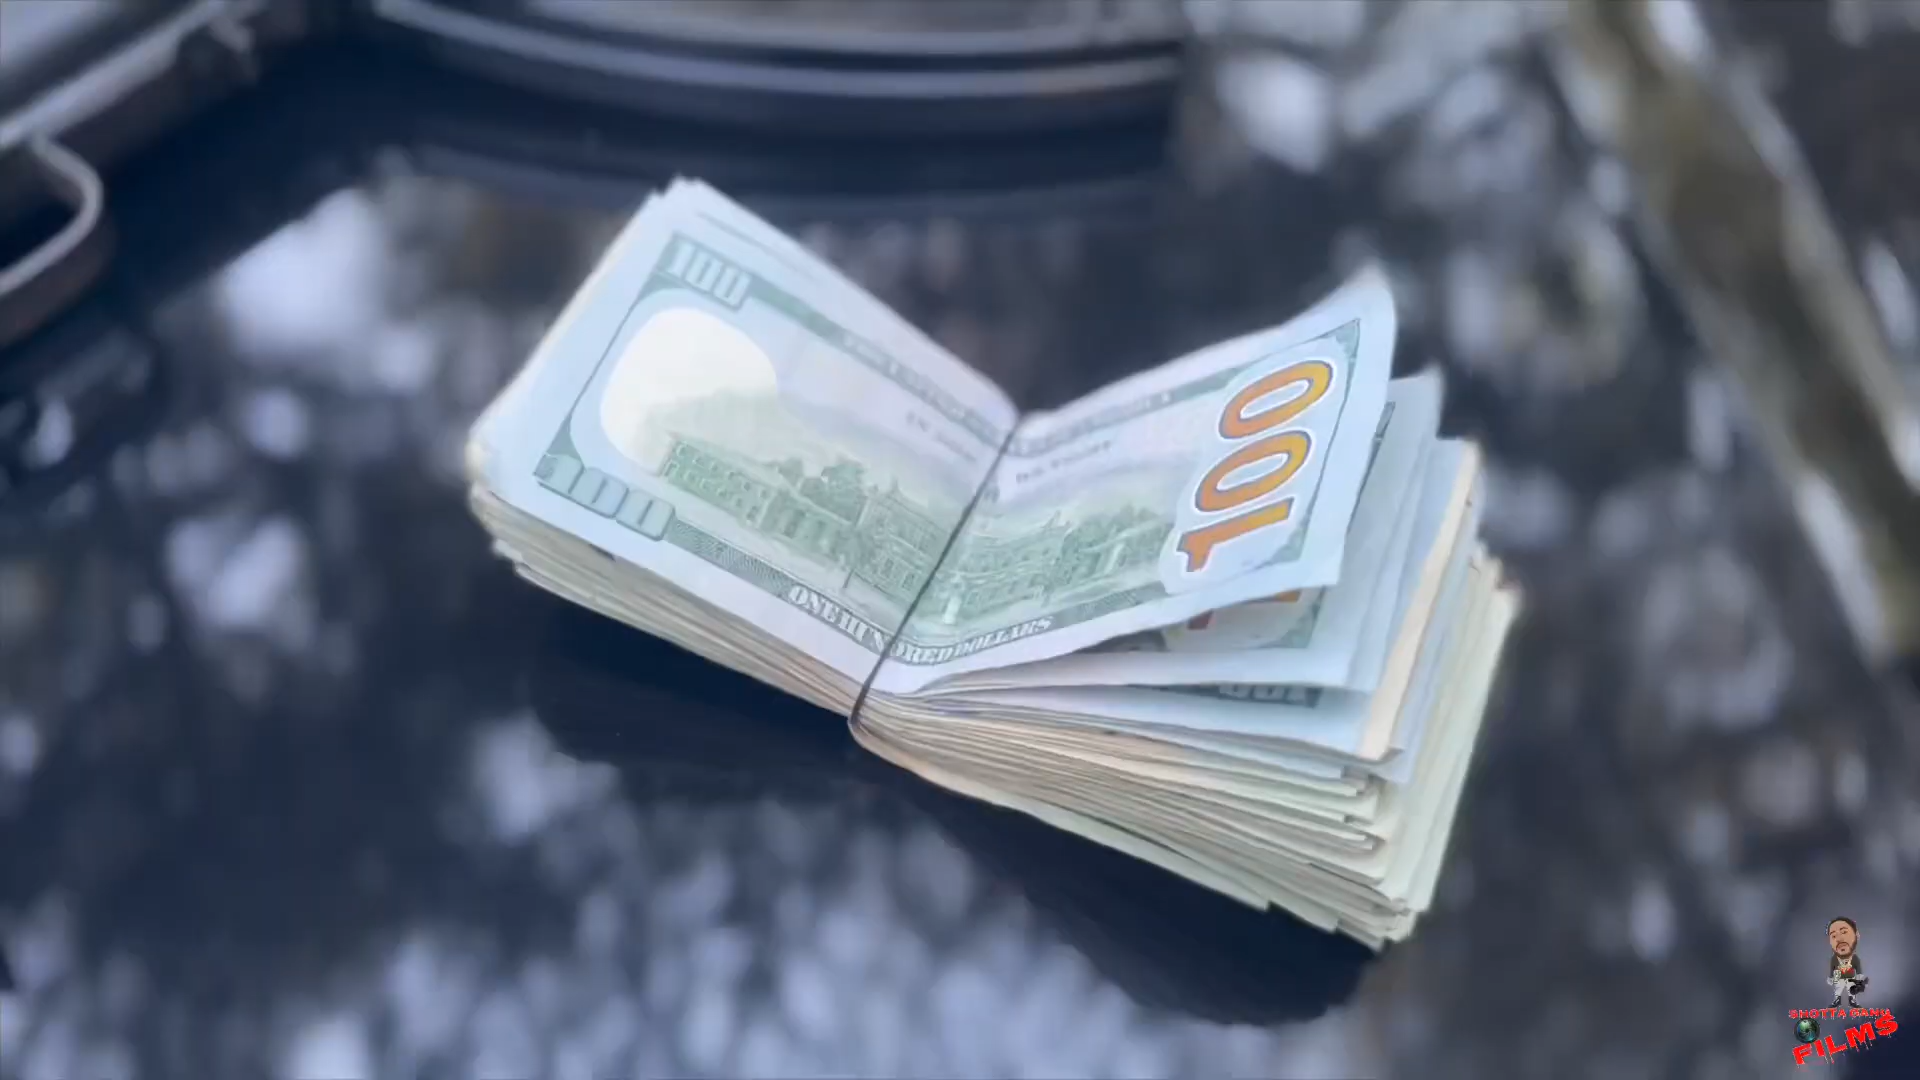 100
100
100
ONE HUNDRED DOLLARS
SHOTTA GANG
FILMS